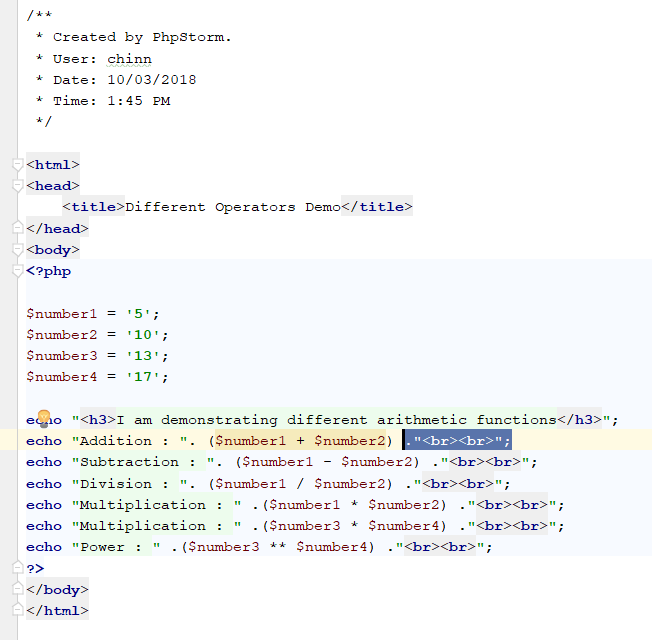 /**
 * Created by PhpStorm.
 * User: chinn
 * Date: 10/03/2018
 * Time: 1:45 PM
 */
<html>
<head>
    <title>Different Operators Demo</title>
</head>
<body>
<?php
$number1 = '5';
$number2 = '10';
$number3 = '13';
$number4 = '17';
echo "<h3>I am demonstrating different arithmetic functions</h3>";
echo "Addition : ". ($number1 + $number2) ."<br><br>";
echo "Subtraction : ". ($number1 - $number2) ."<br><br>";
echo "Division : ". ($number1 / $number2) ."<br><br>";
echo "Multiplication : " .($number1 * $number2) ."<br><br>";
echo "Multiplication : " .($number3 * $number4) ."<br><br>";
echo "Power : " .($number3 ** $number4) ."<br><br>";
?>
</body>
</html>